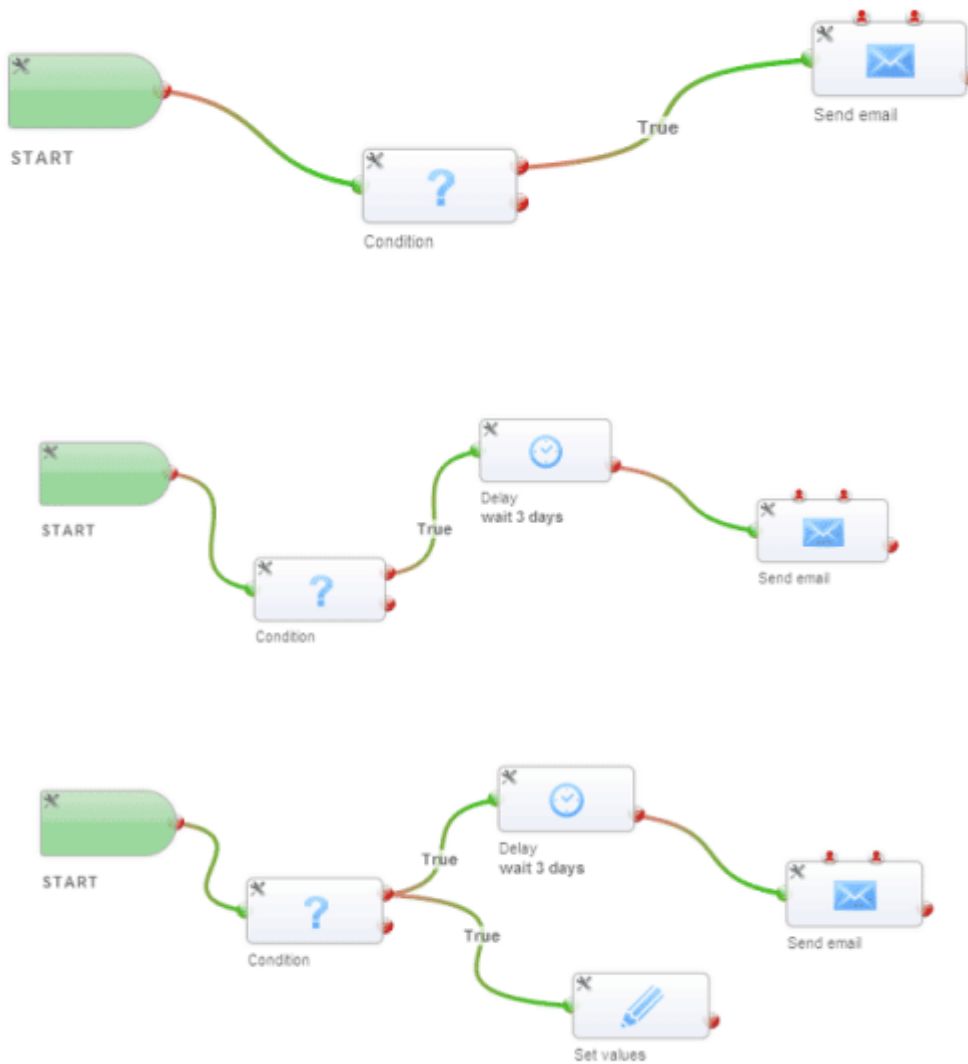 START
Condition
True
Send email
START
Condition
True
Delay
wait 3 days
Send email
START
Condition
True
Delay
wait 3 days
Send email
True
Set values